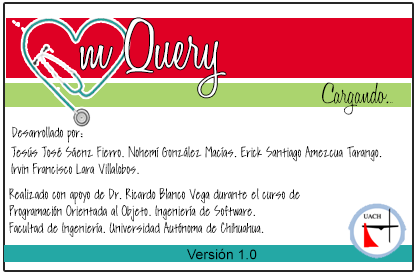 m Query
Cargando...
Desarrollado por:
Jesús José Sáenz Fierro. Nohemí González Macías. Erick Santiago Amezcua Tarango.
Irvin Francisco Lara Villalobos.
Realizado con apoyo de Dr. Ricardo Blanco Vega durante el curso de
Programación Orientada al Objeto. Ingeniería de Software.
Facultad de Ingeniería. Universidad Autónoma de Chihuahua.
UACH
Versión 1.0